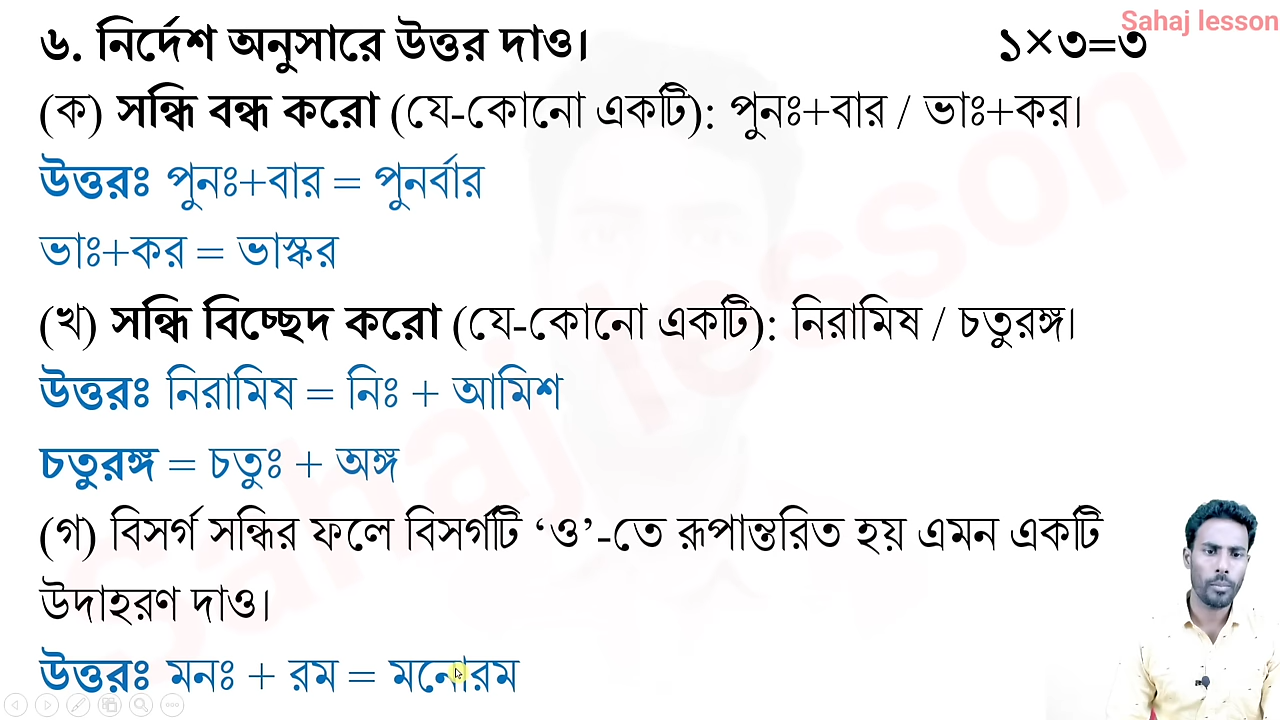 Sahaj lesson
৬. নির্দেশ অনুসারে উত্তর দাও। ১×৩=৩
(ক) সন্ধি বন্ধ করো (যে-কোনো একটি): পুনঃ+বার / ভাঃ+কর।
উত্তরঃ পুনঃ+বার = পুনর্বার
ভাঃ+কর = ভাস্কর
(খ) সন্ধি বিচ্ছেদ করো (যে-কোনো একটি): নিরামিষ / চতুরঙ্গ।
উত্তরঃ নিরামিষ = নিঃ + আমিশ
চতুরঙ্গ = চতুঃ + অঙ্গ
(গ) বিসর্গ সন্ধির ফলে বিসর্গটি ‘ও’-তে রূপান্তরিত হয় এমন একটি
উদাহরণ দাও।
উত্তরঃ মনঃ + রম = মনোরম
Sahaj lesson